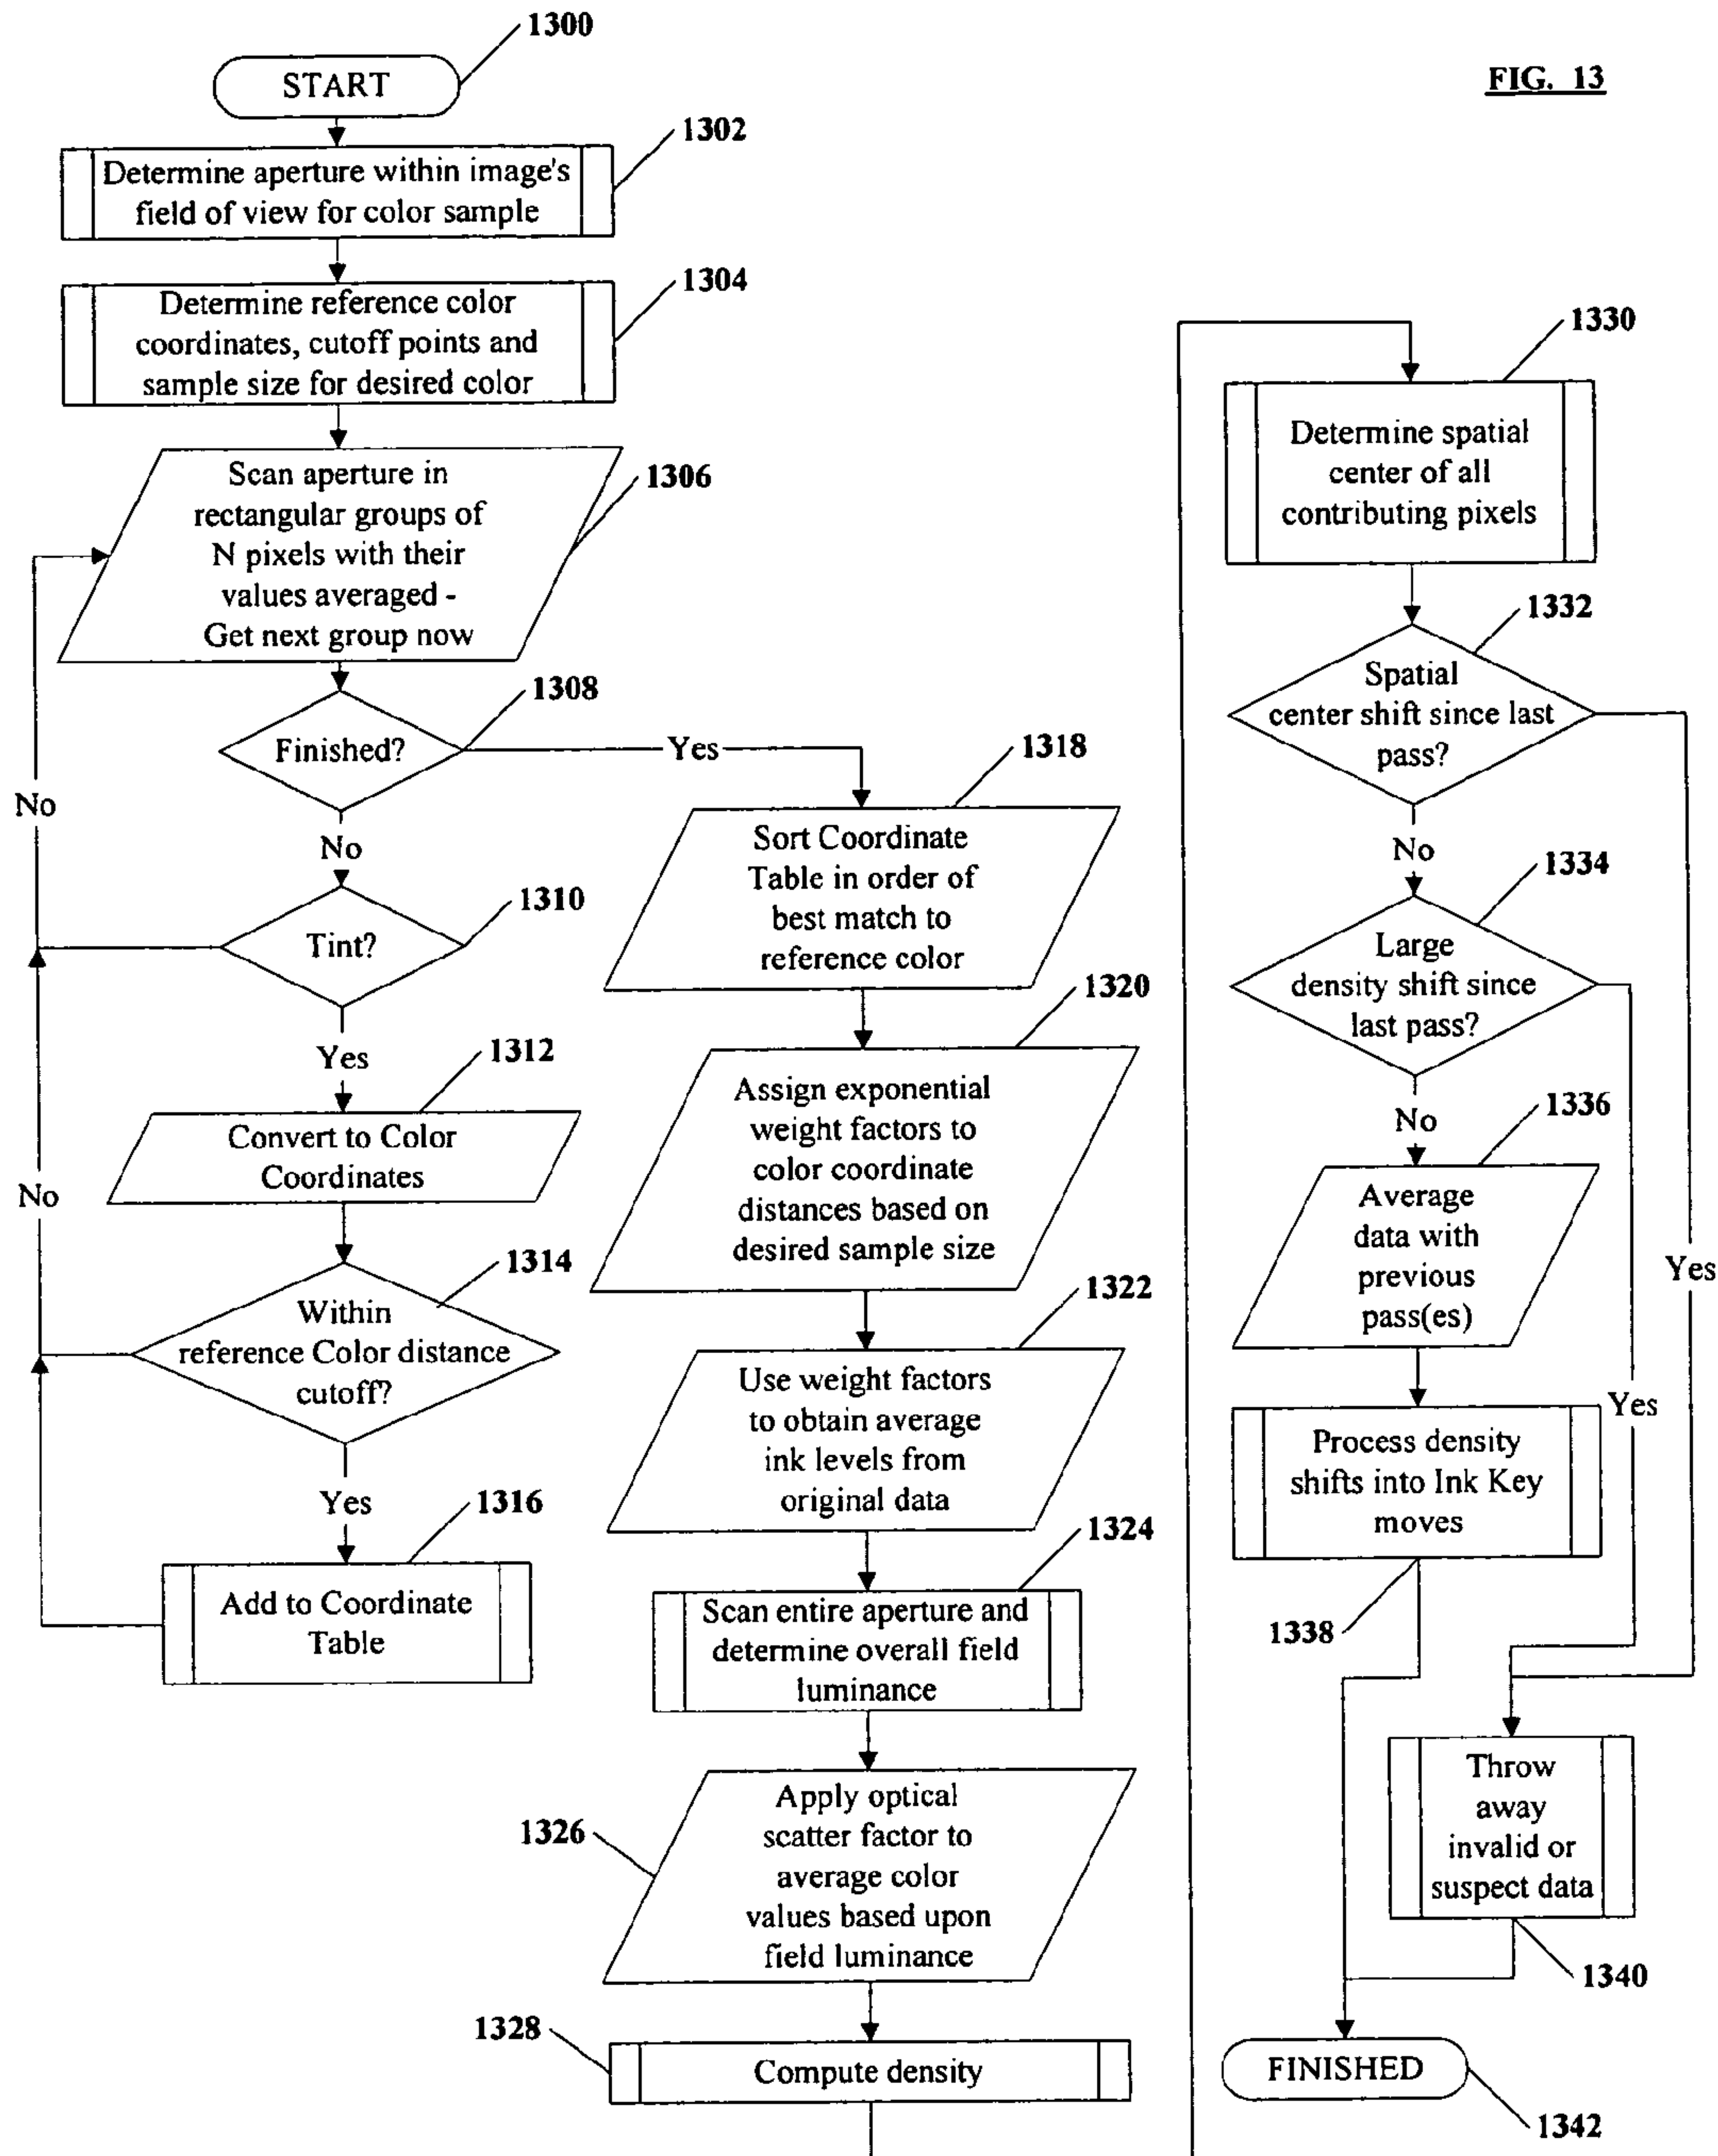 1300
START
FIG. 13
1302
Determine aperture within image's
field of view for color sample
1304
Determine reference color
coordinates, cutoff points and
sample size for desired color
Scan aperture in
rectangular groups of
N pixels with their
values averaged -
Get next group now
1306
1308
Finished?
Yes
No
No
1310
Tint?
Yes
1312
Convert to Color
Coordinates
No
1314
Within
reference Color distance
cutoff?
Yes
1316
Add to Coordinate
Table
1318
Sort Coordinate
Table in order of
best match to
reference color
1320
Assign exponential
weight factors to
color coordinate
distances based on
desired sample size
1322
Use weight factors
to obtain average
ink levels from
original data
1324
Scan entire aperture and
determine overall field
luminance
1326
Apply optical
scatter factor to
average color
values based upon
field luminance
1328
Compute density
1330
Determine spatial
center of all
contributing pixels
1332
Spatial
center shift since last
pass?
No
Yes
1334
Large
density shift since
last pass?
No
Yes
1336
Average
data with
previous
pass(es)
Process density
shifts into Ink Key
moves
1338
Throw
away
invalid or
suspect data
1340
FINISHED
1342